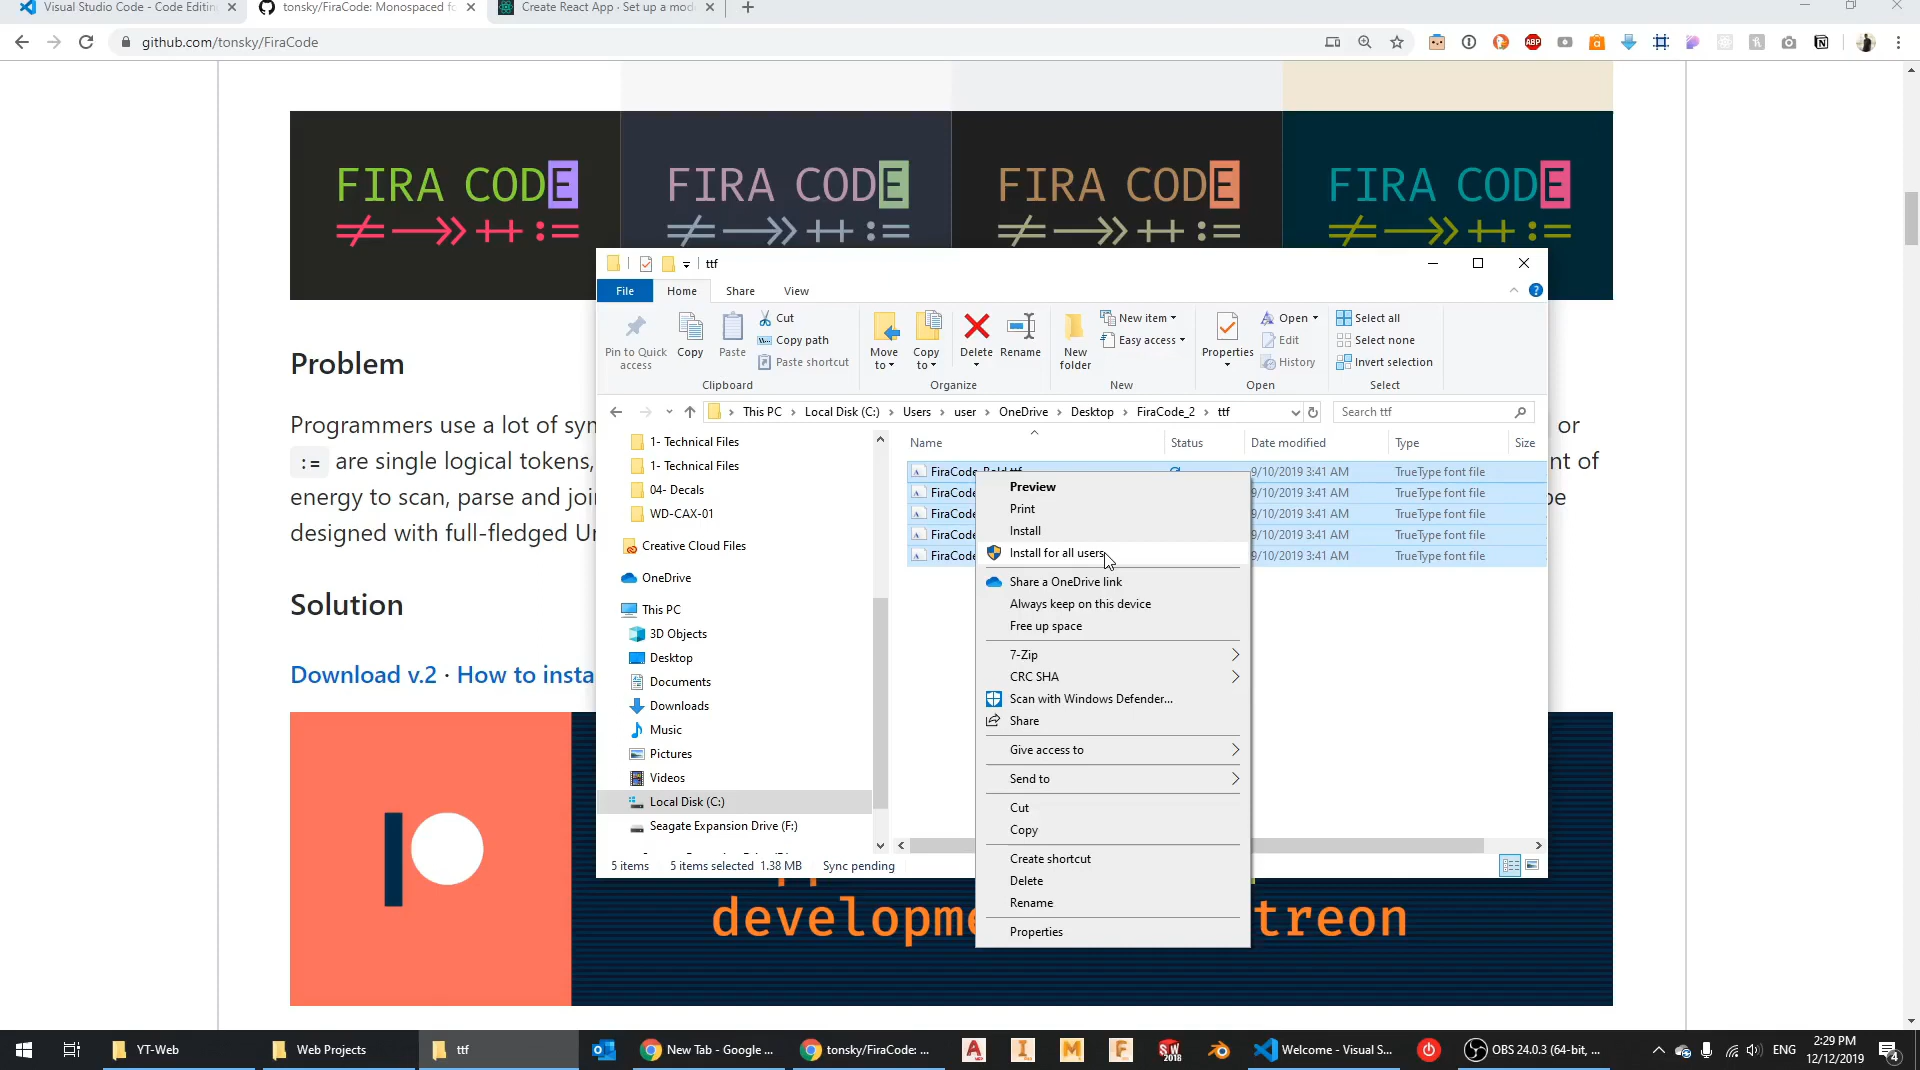 Visual Studio Code - Code Editin
tonsky/FiraCode: Monospaced fo
Create React App · Set up a mod
github.com/tonsky/FiraCode
FIRA CODE
≠ ->> ++ :=
FIRA CODE
≠ ->> ++ :=
FIRA CODE
≠ ->> ++ :=
FIRA CODE
≠ ->> ++ :=
Problem
Programmers use a lot of sym
or
:= are single logical tokens,
nt of
energy to scan, parse and joi
be
designed with full-fledged Un
Solution
Download v.2 · How to insta
developme
treon
ttf
File Home Share View
Pin to Quick access
Copy
Paste
Cut
Copy path
Paste shortcut
Clipboard
Move to
Copy to
Delete
Rename
Organize
New folder
New item
Easy access
New
Properties
Open
Edit
History
Open
Select all
Select none
Invert selection
Select
This PC > Local Disk (C:) > Users > user > OneDrive > Desktop > FiraCode_2 > ttf
Search ttf
1- Technical Files
1- Technical Files
04- Decals
WD-CAX-01
Creative Cloud Files
OneDrive
This PC
3D Objects
Desktop
Documents
Downloads
Music
Pictures
Videos
Local Disk (C:)
Seagate Expansion Drive (F:)
Name Status Date modified Type Size
FiraCode-Bold.ttf 9/10/2019 3:41 AM TrueType font file
FiraCode 9/10/2019 3:41 AM TrueType font file
FiraCode 9/10/2019 3:41 AM TrueType font file
FiraCode 9/10/2019 3:41 AM TrueType font file
FiraCode 9/10/2019 3:41 AM TrueType font file
Preview
Print
Install
Install for all users
Share a OneDrive link
Always keep on this device
Free up space
7-Zip
CRC SHA
Scan with Windows Defender...
Share
Give access to
Send to
Cut
Copy
Create shortcut
Delete
Rename
Properties
5 items 5 items selected 1.38 MB Sync pending
YT-Web
Web Projects
ttf
New Tab - Google ...
tonsky/FiraCode: ...
Welcome - Visual S...
OBS 24.0.3 (64-bit, ...
ENG
2:29 PM
12/12/2019
4